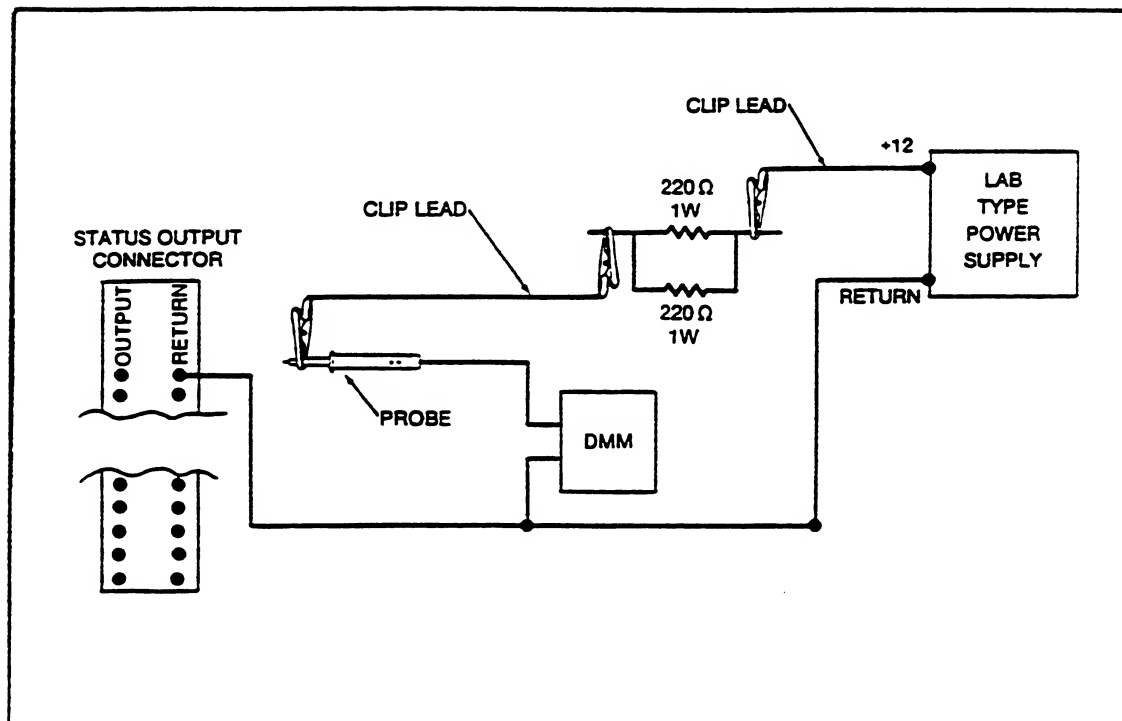 CLIP LEAD
+12
LAB
TYPE
POWER
SUPPLY
220 Ω
1W
CLIP LEAD
STATUS OUTPUT
CONNECTOR
OUTPUT
RETURN
220 Ω
1W
RETURN
PROBE
DMM